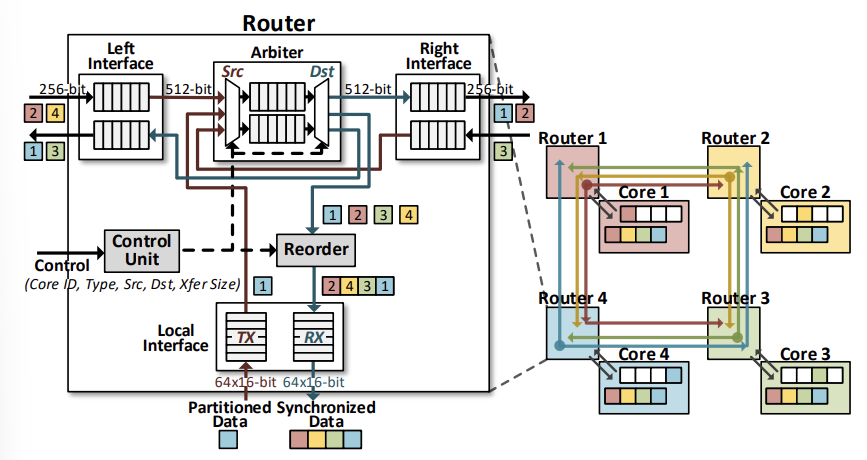 Router
Left
Interface
Arbiter
Right
Interface
Src
Dst
256-bit
512-bit
512-bit
256-bit
2 4
1 2
1 3
3
1 2 3 4
Control
Unit
Reorder
Control
(Core ID, Type, Src, Dst, Xfer Size)
1
2 4 3 1
Local
Interface
TX
RX
64x16-bit
64x16-bit
Partitioned
Data
Synchronized
Data
Router 1
Router 2
Core 1
Core 2
Router 4
Router 3
Core 4
Core 3